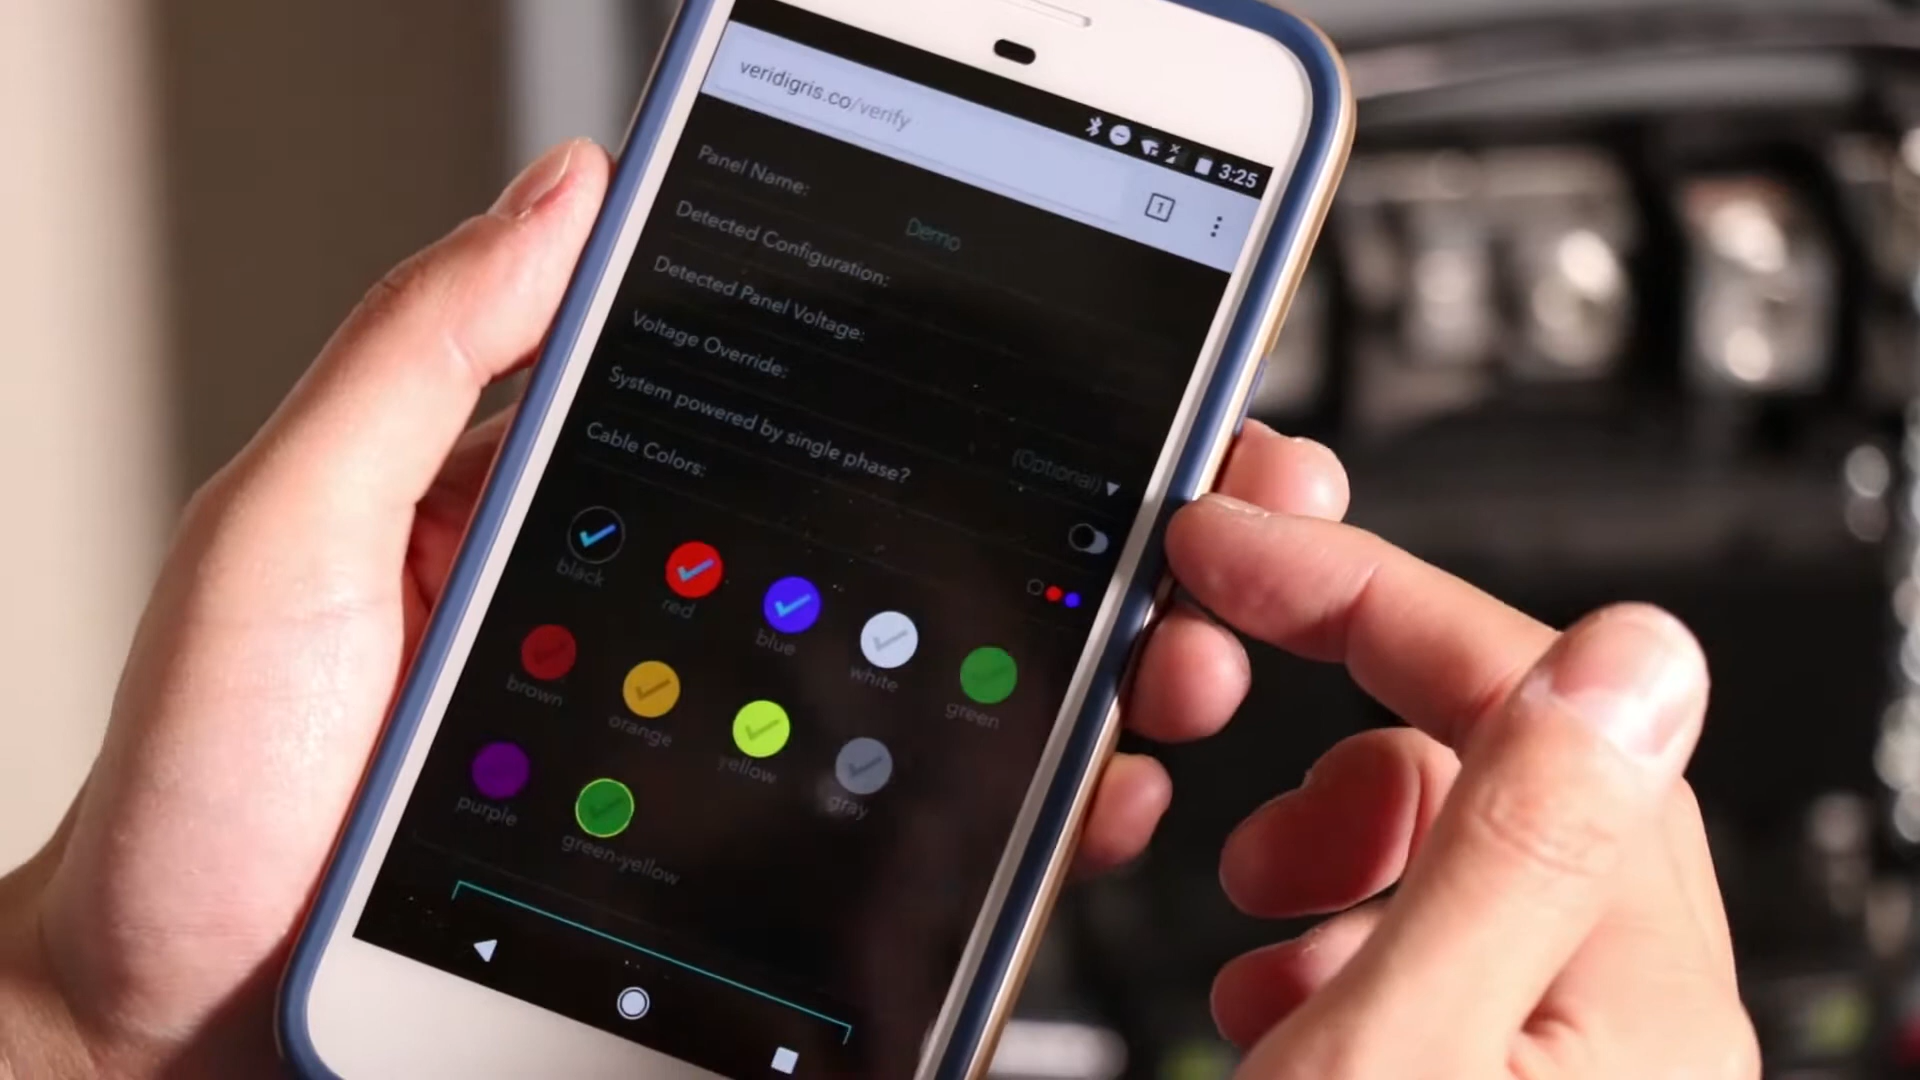 3:25
veridigris.co/verify
1
Panel Name:
Demo
Detected Configuration:
Detected Panel Voltage:
Voltage Override:
(Optional)
System powered by single phase?
Cable Colors:
black
red
blue
white
green
brown
orange
yellow
gray
purple
green-yellow